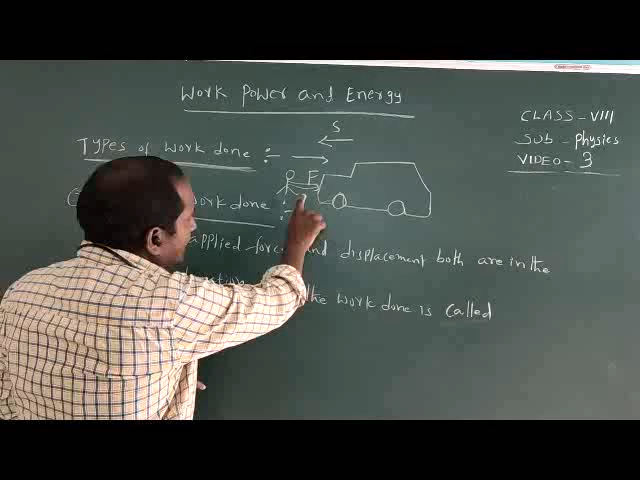 Work Power and Energy
CLASS - VIII
Sub - Physics
VIDEO - 3
S
Types of Work done :-
F
Work done :-
applied force and displacement both are in the
the work done is called